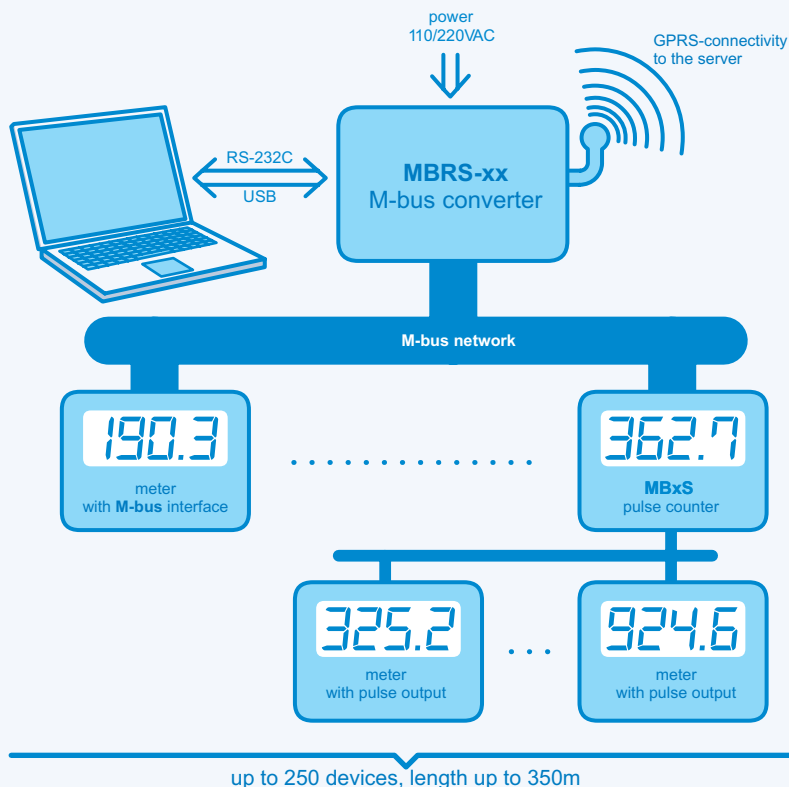 power
110/220VAC
GPRS-connectivity
to the server
RS-232C
USB
MBRS-xx
M-bus converter
M-bus network
190.3
meter
with M-bus interface
362.7
MBxS
pulse counter
325.2
meter
with pulse output
924.6
meter
with pulse output
up to 250 devices, length up to 350m